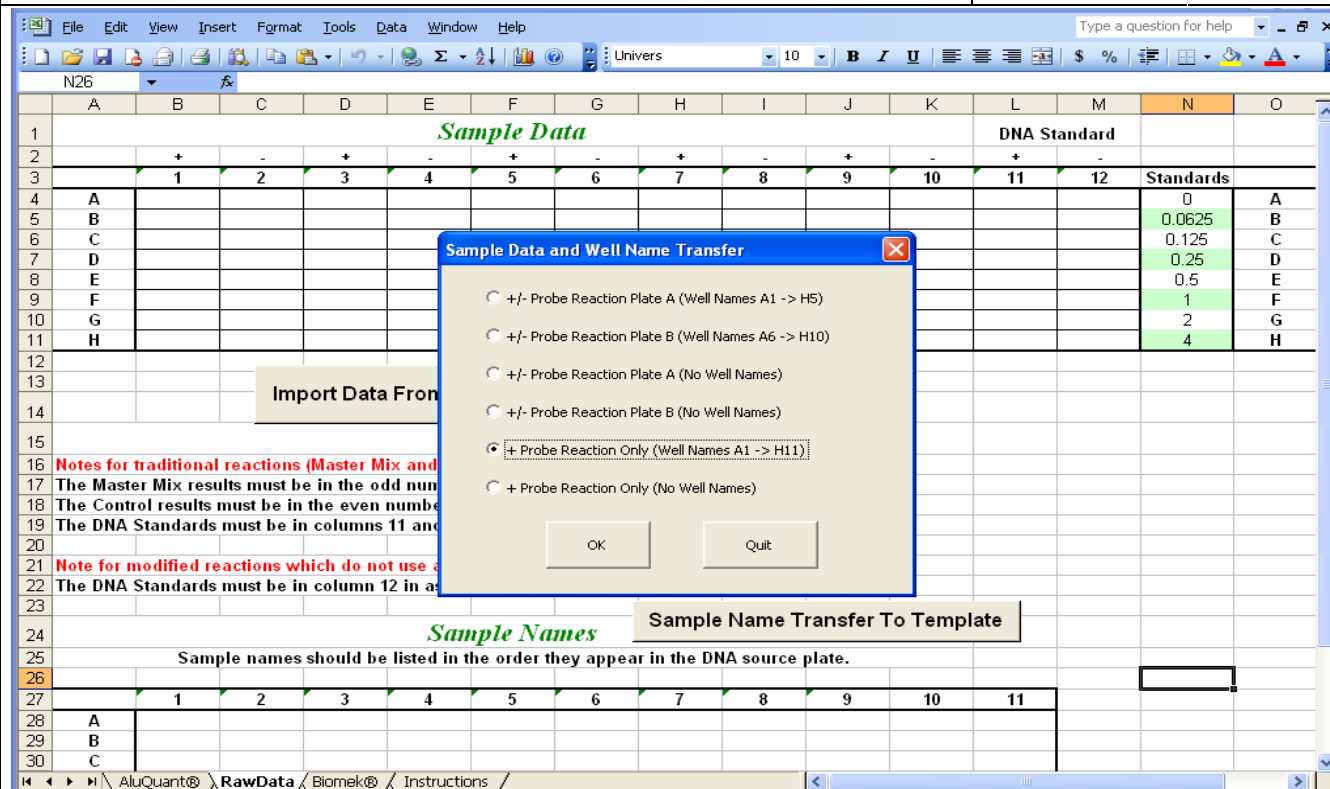 File Edit View Insert Format Tools Data Window Help Type a question for help
Univers 10 B I U $ %
N26 fx
A B C D E F G H I J K L M N O
1 Sample Data DNA Standard
2 + - + - + - + - + - + -
3 1 2 3 4 5 6 7 8 9 10 11 12 Standards
4 A 0 A
5 B 0.0625 B
6 C 0.125 C
7 D 0.25 D
8 E 0.5 E
9 F 1 F
10 G 2 G
11 H 4 H
12
13
Import Data From
14
15
16 Notes for traditional reactions (Master Mix and
17 The Master Mix results must be in the odd num
18 The Control results must be in the even numbe
19 The DNA Standards must be in columns 11 and
20
21 Note for modified reactions which do not use a
22 The DNA Standards must be in column 12 in as
23
Sample Data and Well Name Transfer
+/- Probe Reaction Plate A (Well Names A1 -> H5)
+/- Probe Reaction Plate B (Well Names A6 -> H10)
+/- Probe Reaction Plate A (No Well Names)
+/- Probe Reaction Plate B (No Well Names)
+ Probe Reaction Only (Well Names A1 -> H11)
+ Probe Reaction Only (No Well Names)
OK Quit
Sample Name Transfer To Template
24 Sample Names
25 Sample names should be listed in the order they appear in the DNA source plate.
26
27 1 2 3 4 5 6 7 8 9 10 11
28 A
29 B
30 C
AluQuant® RawData Biomek® Instructions